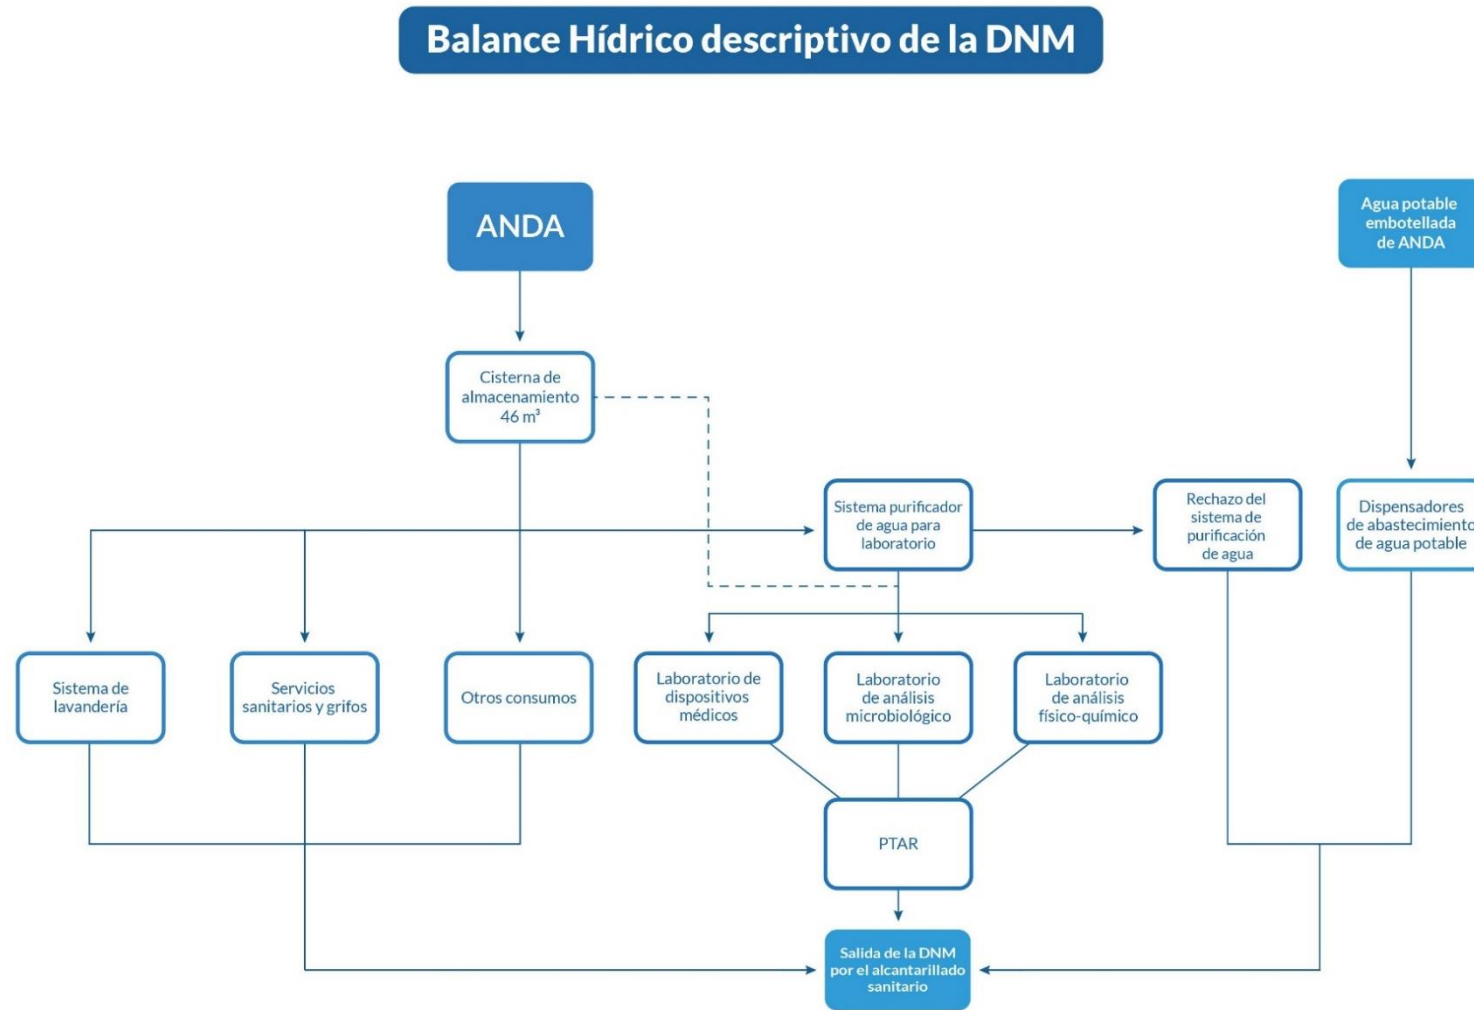 Balance Hídrico descriptivo de la DNM
ANDA
Agua potable
embotellada
de ANDA
Cisterna de
almacenamiento
46 m³
Sistema purificador
de agua para
laboratorio
Rechazo del
sistema de
purificación
de agua
Dispensadores
de abastecimiento
de agua potable
Sistema de
lavandería
Servicios
sanitarios y grifos
Otros consumos
Laboratorio de
dispositivos
médicos
Laboratorio
de análisis
microbiológico
Laboratorio
de análisis
físico-químico
PTAR
Salida de la DNM
por el alcantarillado
sanitario